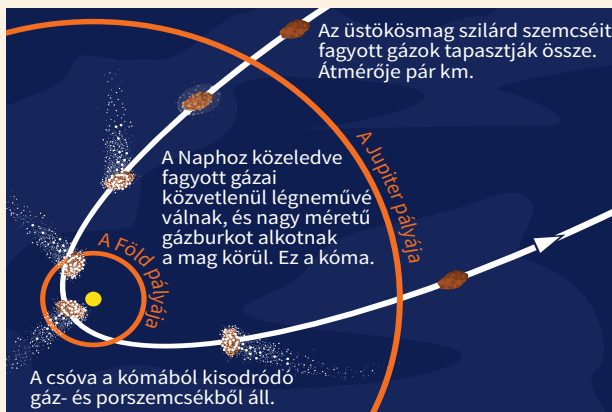 Az üstökösmag szilárd szemcséit
fagyott gázok tapasztják össze.
Átmérője pár km.
A Naphoz közeledve
fagyott gázai
közvetlenül légneművé
válnak, és nagy méretű
gázburkot alkotnak
a mag körül. Ez a kóma.
A Jupiter pályája
A Föld pályája
A csóva a kómából kisodródó
gáz- és porszemcsékből áll.